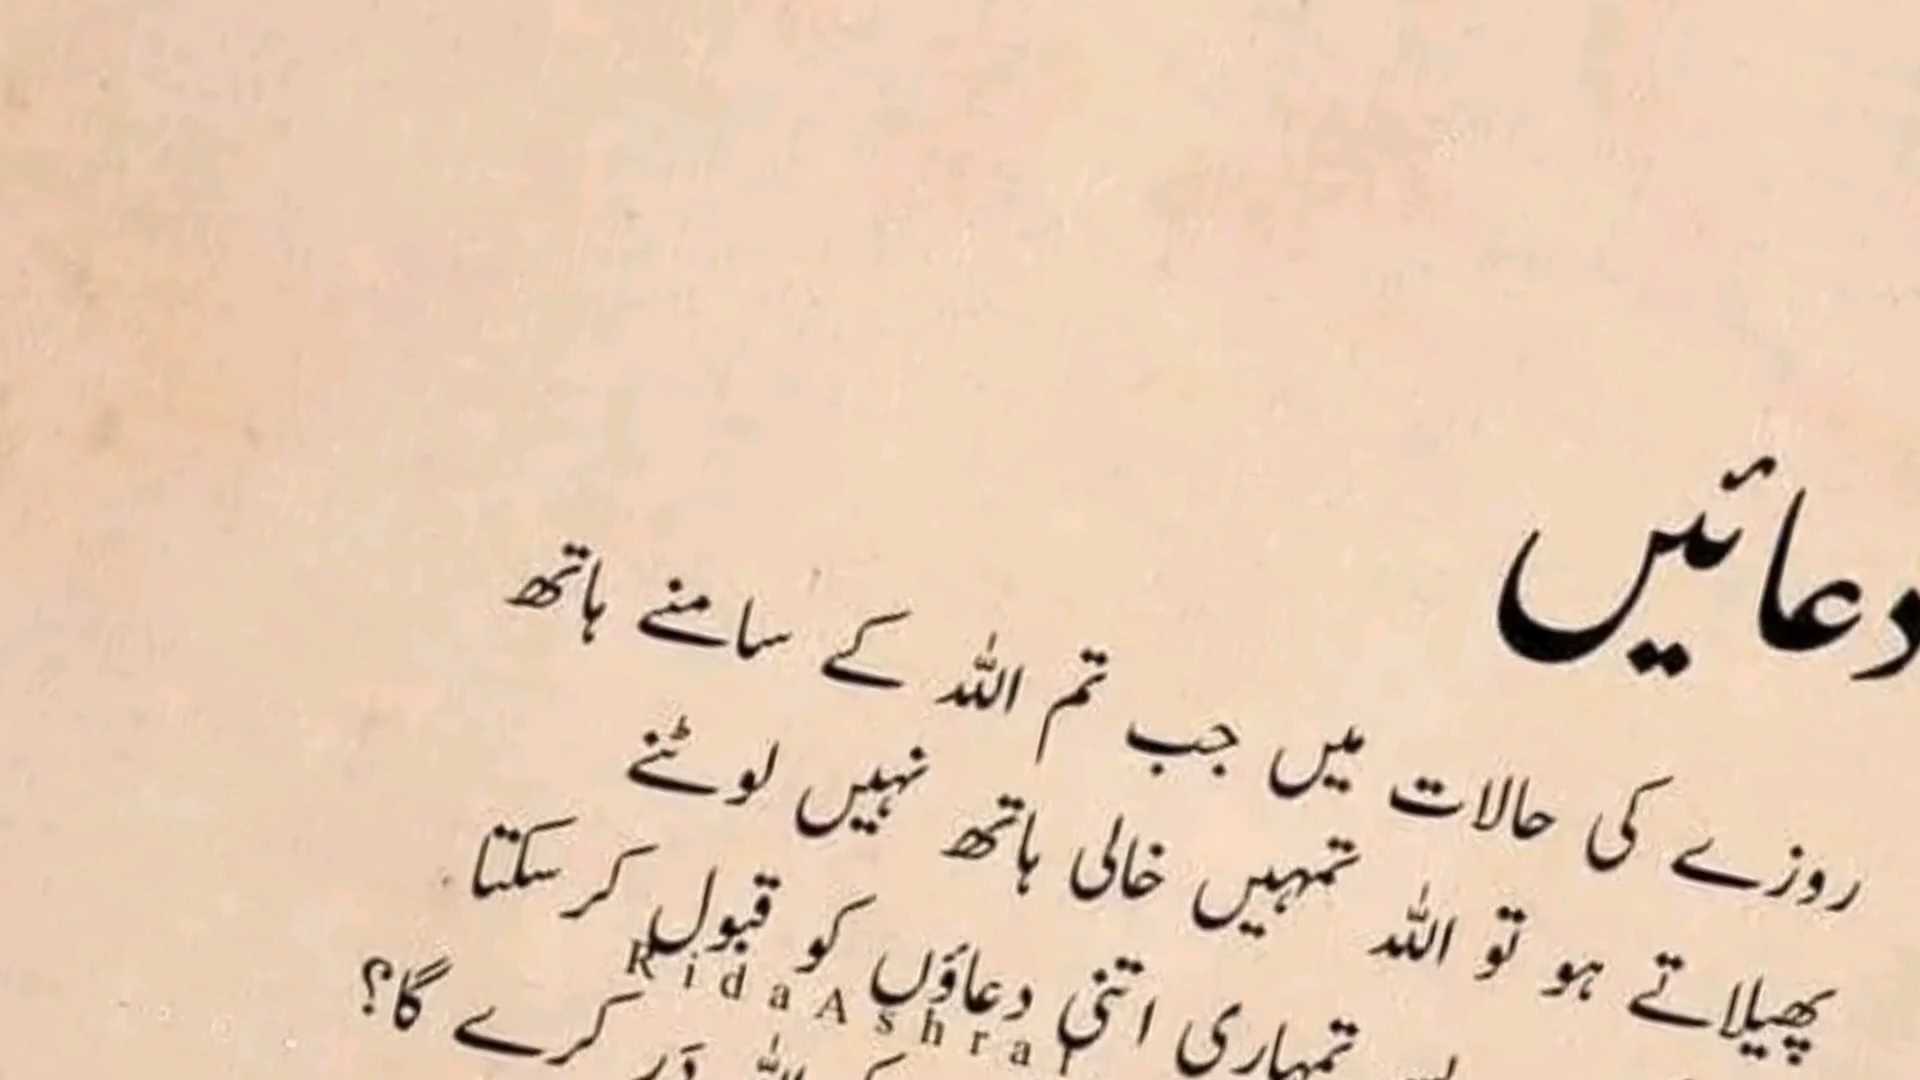 دعائیں
روزے کی حالات میں جب تم اللہ کے سامنے ہاتھ
پھیلاتے ہو تو اللہ تمہیں خالی ہاتھ نہیں لوٹنے
تمہاری اتنی دعاؤں کو قبول کر سکتا
RidaAshraf
کرے گا؟